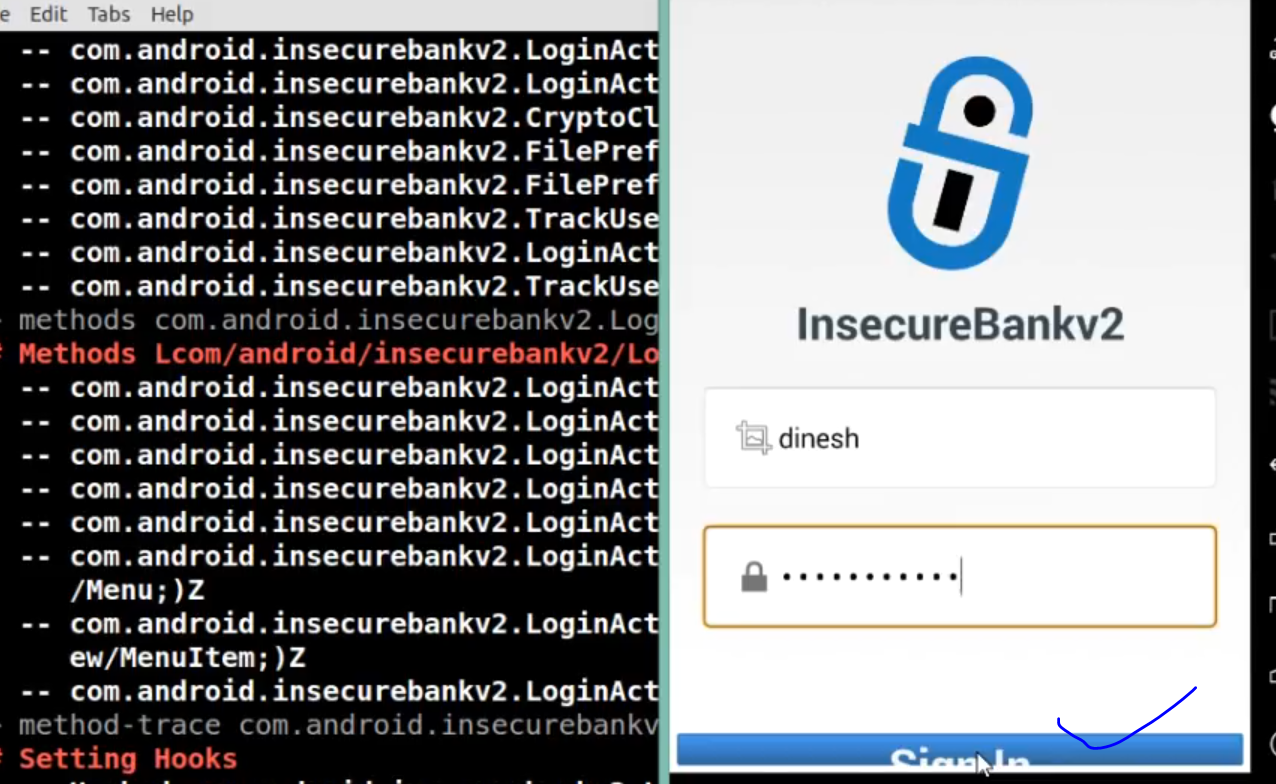 Edit Tabs Help
-- com.android.insecurebankv2.LoginAct
-- com.android.insecurebankv2.LoginAct
-- com.android.insecurebankv2.CryptoCl
-- com.android.insecurebankv2.FilePref
-- com.android.insecurebankv2.FilePref
-- com.android.insecurebankv2.TrackUse
-- com.android.insecurebankv2.LoginAct
-- com.android.insecurebankv2.TrackUse
methods com.android.insecurebankv2.Log
# Methods Lcom/android/insecurebankv2/Lo
-- com.android.insecurebankv2.LoginAct
-- com.android.insecurebankv2.LoginAct
-- com.android.insecurebankv2.LoginAct
-- com.android.insecurebankv2.LoginAct
-- com.android.insecurebankv2.LoginAct
-- com.android.insecurebankv2.LoginAct
/Menu;)Z
-- com.android.insecurebankv2.LoginAct
ew/MenuItem;)Z
-- com.android.insecurebankv2.LoginAct
method-trace com.android.insecurebankv
# Setting Hooks
InsecureBankv2
dinesh
Sign In